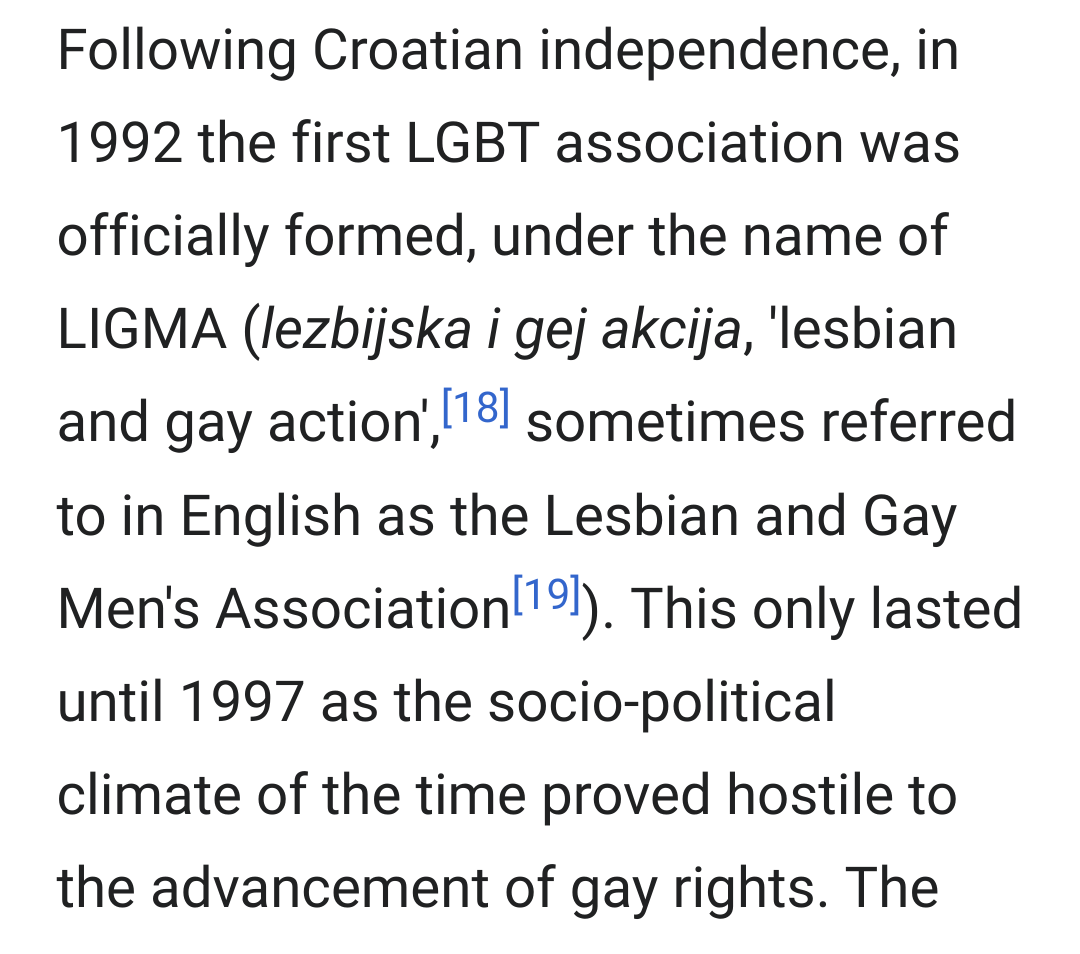 Following Croatian independence, in
1992 the first LGBT association was
officially formed, under the name of
LIGMA (lezbijska i gej akcija, 'lesbian
and gay action',[18] sometimes referred
to in English as the Lesbian and Gay
Men's Association[19]). This only lasted
until 1997 as the socio-political
climate of the time proved hostile to
the advancement of gay rights. The